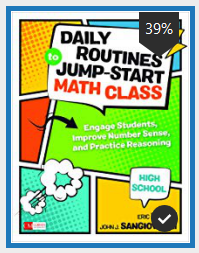 39%
DAILY
ROUTINES
to
JUMP-START
MATH CLASS
Engage Students,
Improve Number Sense,
and Practice Reasoning
HIGH
SCHOOL
ERIC
JOHN J.